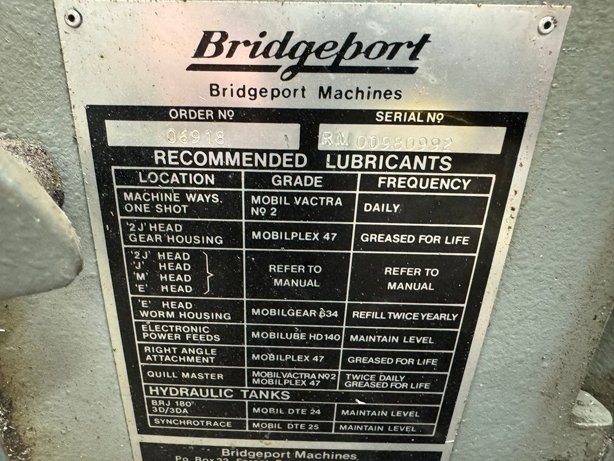 Bridgeport
Bridgeport Machines
ORDER Nº SERIAL Nº
06918 RM 00980992
RECOMMENDED LUBRICANTS
LOCATION GRADE FREQUENCY
MACHINE WAYS. MOBIL VACTRA DAILY
ONE SHOT Nº 2
'2J' HEAD MOBILPLEX 47 GREASED FOR LIFE
GEAR HOUSING
'2J' HEAD
'J' HEAD REFER TO REFER TO
'M' HEAD MANUAL MANUAL
'E' HEAD
'E' HEAD MOBILGEAR 634 REFILL TWICE YEARLY
WORM HOUSING
ELECTRONIC MOBILUBE HD140 MAINTAIN LEVEL
POWER FEEDS
RIGHT ANGLE MOBILPLEX 47 GREASED FOR LIFE
ATTACHMENT
QUILL MASTER MOBIL VACTRA Nº2 TWICE DAILY
MOBILPLEX 47 GREASED FOR LIFE
HYDRAULIC TANKS
BRJ 180"
3D/3DA MOBIL DTE 24 MAINTAIN LEVEL
SYNCHROTRACE MOBIL DTE 25 MAINTAIN LEVEL
Bridgeport Machines